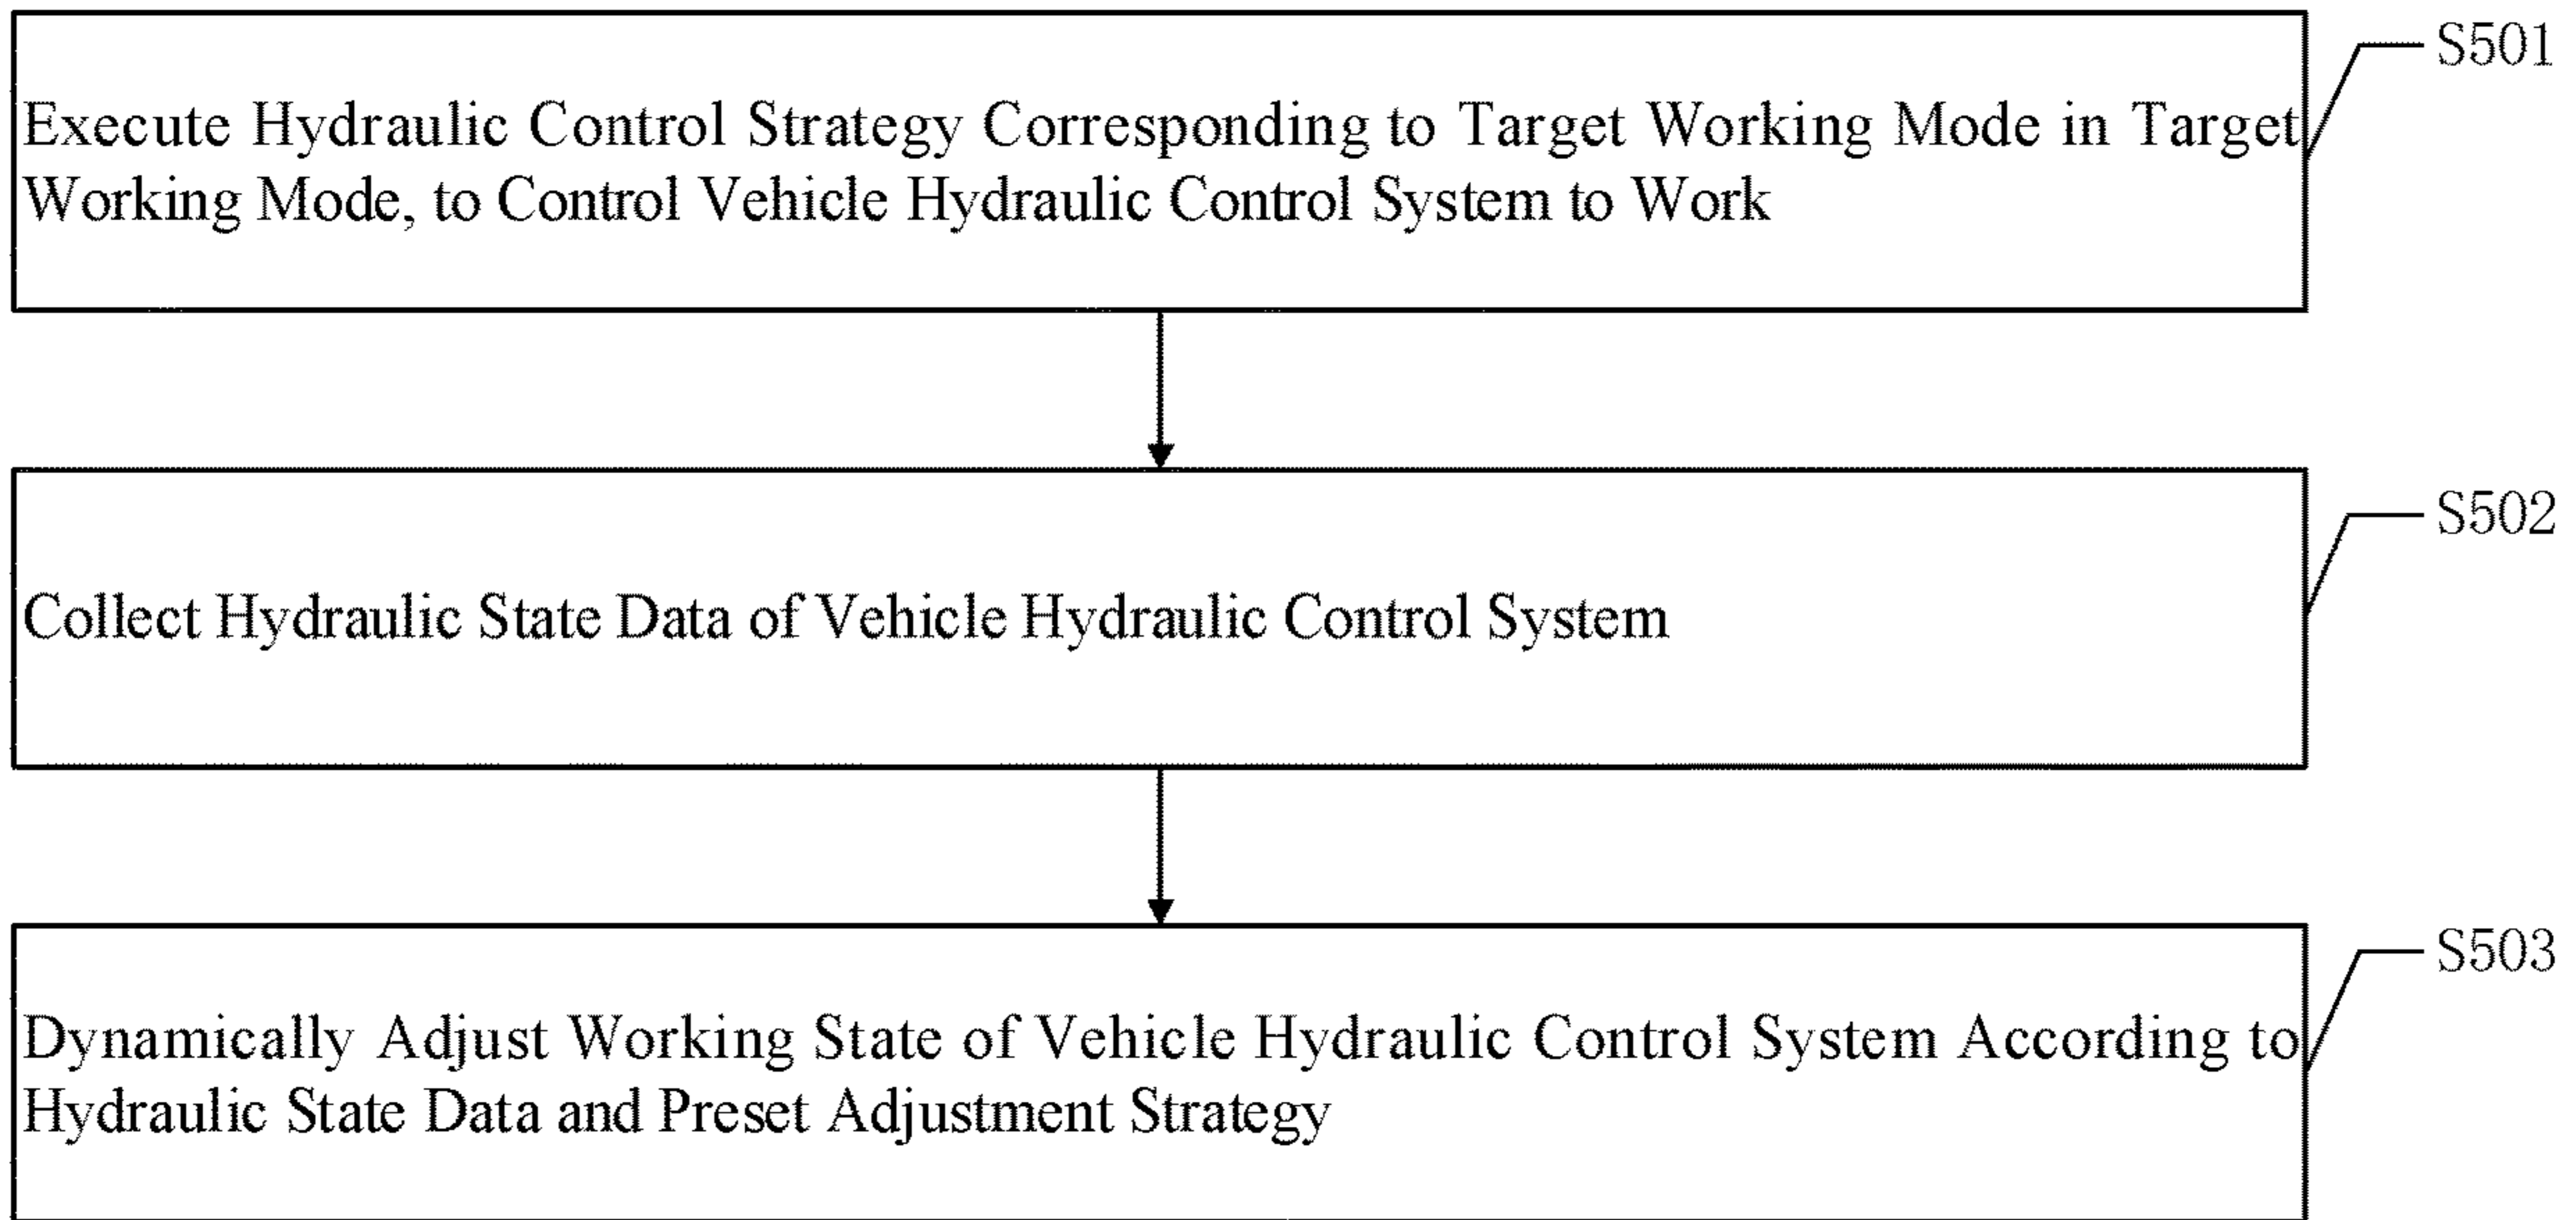 S501
Execute Hydraulic Control Strategy Corresponding to Target Working Mode in Target
Working Mode, to Control Vehicle Hydraulic Control System to Work
S502
Collect Hydraulic State Data of Vehicle Hydraulic Control System
S503
Dynamically Adjust Working State of Vehicle Hydraulic Control System According to
Hydraulic State Data and Preset Adjustment Strategy